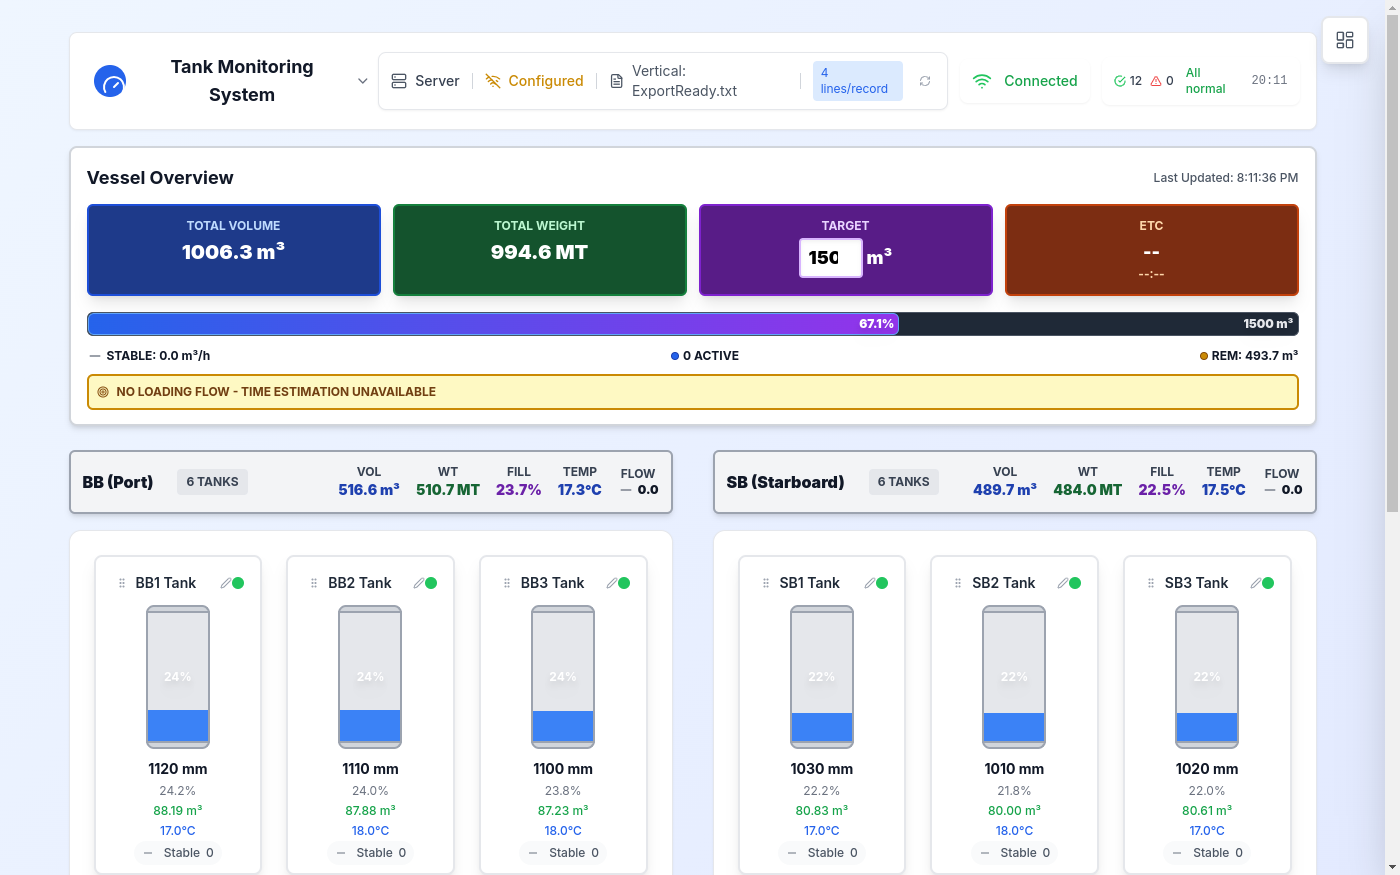 Tank Monitoring
System
Server
Configured
Vertical:
ExportReady.txt
4
lines/record
Connected
12
0
All
normal
20:11
Vessel Overview
Last Updated: 8:11:36 PM
TOTAL VOLUME
1006.3 m³
TOTAL WEIGHT
994.6 MT
TARGET
150 m³
ETC
--
--:--
67.1%
1500 m³
STABLE: 0.0 m³/h
0 ACTIVE
REM: 493.7 m³
NO LOADING FLOW - TIME ESTIMATION UNAVAILABLE
BB (Port)
6 TANKS
VOL
516.6 m³
WT
510.7 MT
FILL
23.7%
TEMP
17.3°C
FLOW
— 0.0
SB (Starboard)
6 TANKS
VOL
489.7 m³
WT
484.0 MT
FILL
22.5%
TEMP
17.5°C
FLOW
— 0.0
BB1 Tank
24%
1120 mm
24.2%
88.19 m³
17.0°C
Stable 0
BB2 Tank
24%
1110 mm
24.0%
87.88 m³
18.0°C
Stable 0
BB3 Tank
24%
1100 mm
23.8%
87.23 m³
18.0°C
Stable 0
SB1 Tank
22%
1030 mm
22.2%
80.83 m³
17.0°C
Stable 0
SB2 Tank
22%
1010 mm
21.8%
80.00 m³
18.0°C
Stable 0
SB3 Tank
22%
1020 mm
22.0%
80.61 m³
17.0°C
Stable 0